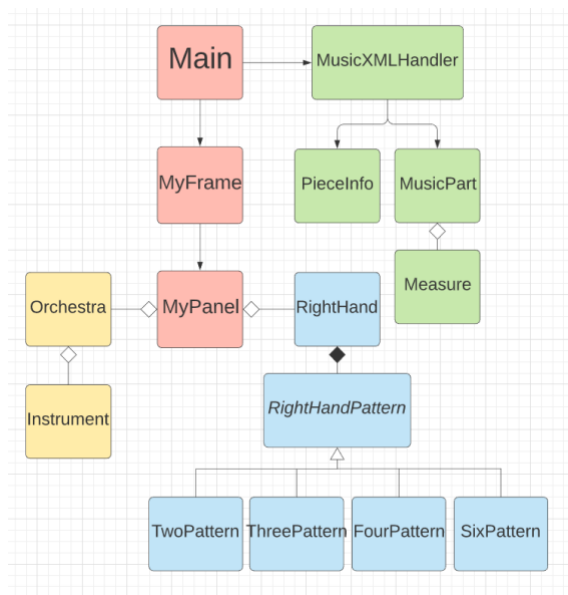 Main
MusicXMLHandler
MyFrame
PieceInfo
MusicPart
Orchestra
MyPanel
RightHand
Measure
Instrument
RightHandPattern
TwoPattern
ThreePattern
FourPattern
SixPattern